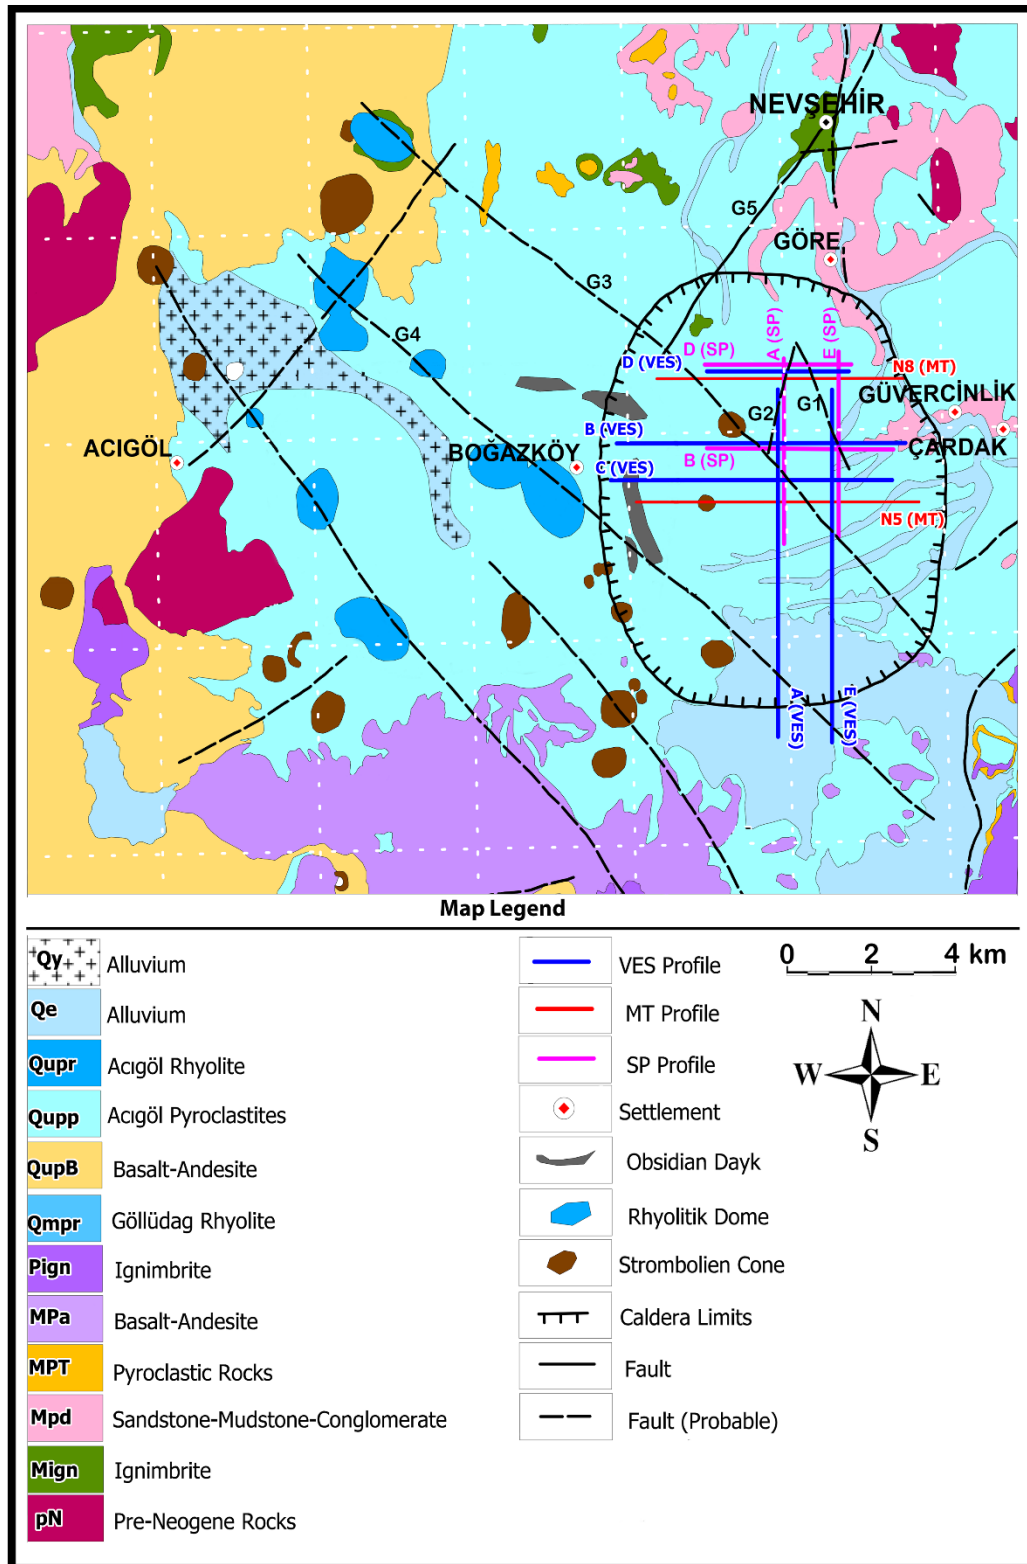 NEVŞEHİR
G5
GÖRE
G3
A (SP)
E (SP)
G4
D (SP)
D (VES)
N8 (MT)
GÜVERCİNLİK
G2
G1
B (VES)
ACIGÖL
BOĞAZKÖY
B (SP)
ÇARDAK
C (VES)
N5 (MT)
A (VES)
E (VES)
Map Legend
Qy Alluvium
Qe Alluvium
Qupr Acıgöl Rhyolite
Qupp Acıgöl Pyroclastites
QupB Basalt-Andesite
Qmpr Göllüdag Rhyolite
Pign Ignimbrite
MPa Basalt-Andesite
MPT Pyroclastic Rocks
Mpd Sandstone-Mudstone-Conglomerate
Mign Ignimbrite
pN Pre-Neogene Rocks
VES Profile
MT Profile
SP Profile
Settlement
Obsidian Dayk
Rhyolitik Dome
Strombolien Cone
Caldera Limits
Fault
Fault (Probable)
0 2 4 km
N
W E
S